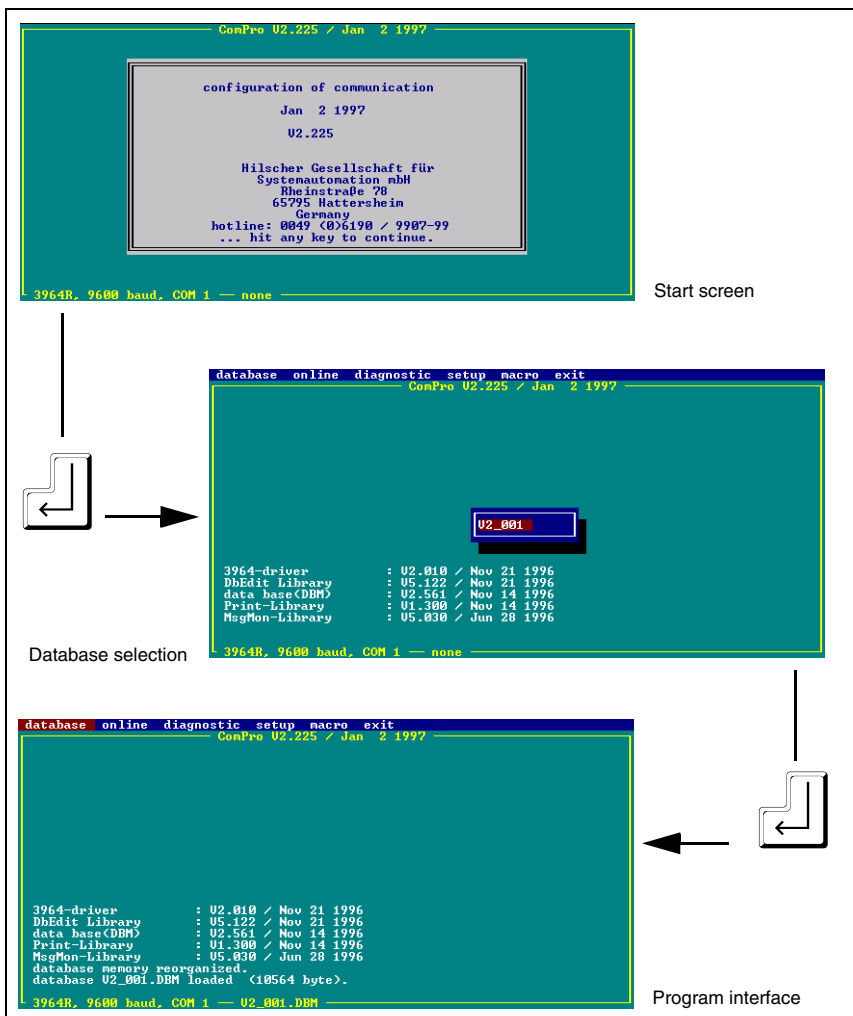 ComPro V2.225 / Jan  2 1997
configuration of communication
Jan  2 1997
V2.225
Hilscher Gesellschaft für
Systemautomation mbH
Rheinstraße 78
65795 Hattersheim
Germany
hotline: 0049 (0)6190 / 9907-99
... hit any key to continue.
3964R, 9600 baud, COM 1 — none
Start screen
database online diagnostic setup macro exit
ComPro V2.225 / Jan  2 1997
V2_001
3964-driver : V2.010 / Nov 21 1996
DbEdit Library : V5.122 / Nov 21 1996
data base(DBM) : V2.561 / Nov 14 1996
Print-Library : V1.300 / Nov 14 1996
MsgMon-Library : V5.030 / Jun 28 1996
3964R, 9600 baud, COM 1 — none
Database selection
database online diagnostic setup macro exit
ComPro V2.225 / Jan  2 1997
3964-driver : V2.010 / Nov 21 1996
DbEdit Library : V5.122 / Nov 21 1996
data base(DBM) : V2.561 / Nov 14 1996
Print-Library : V1.300 / Nov 14 1996
MsgMon-Library : V5.030 / Jun 28 1996
database memory reorganized.
database V2_001.DBM loaded (10564 byte).
3964R, 9600 baud, COM 1 — V2_001.DBM
Program interface